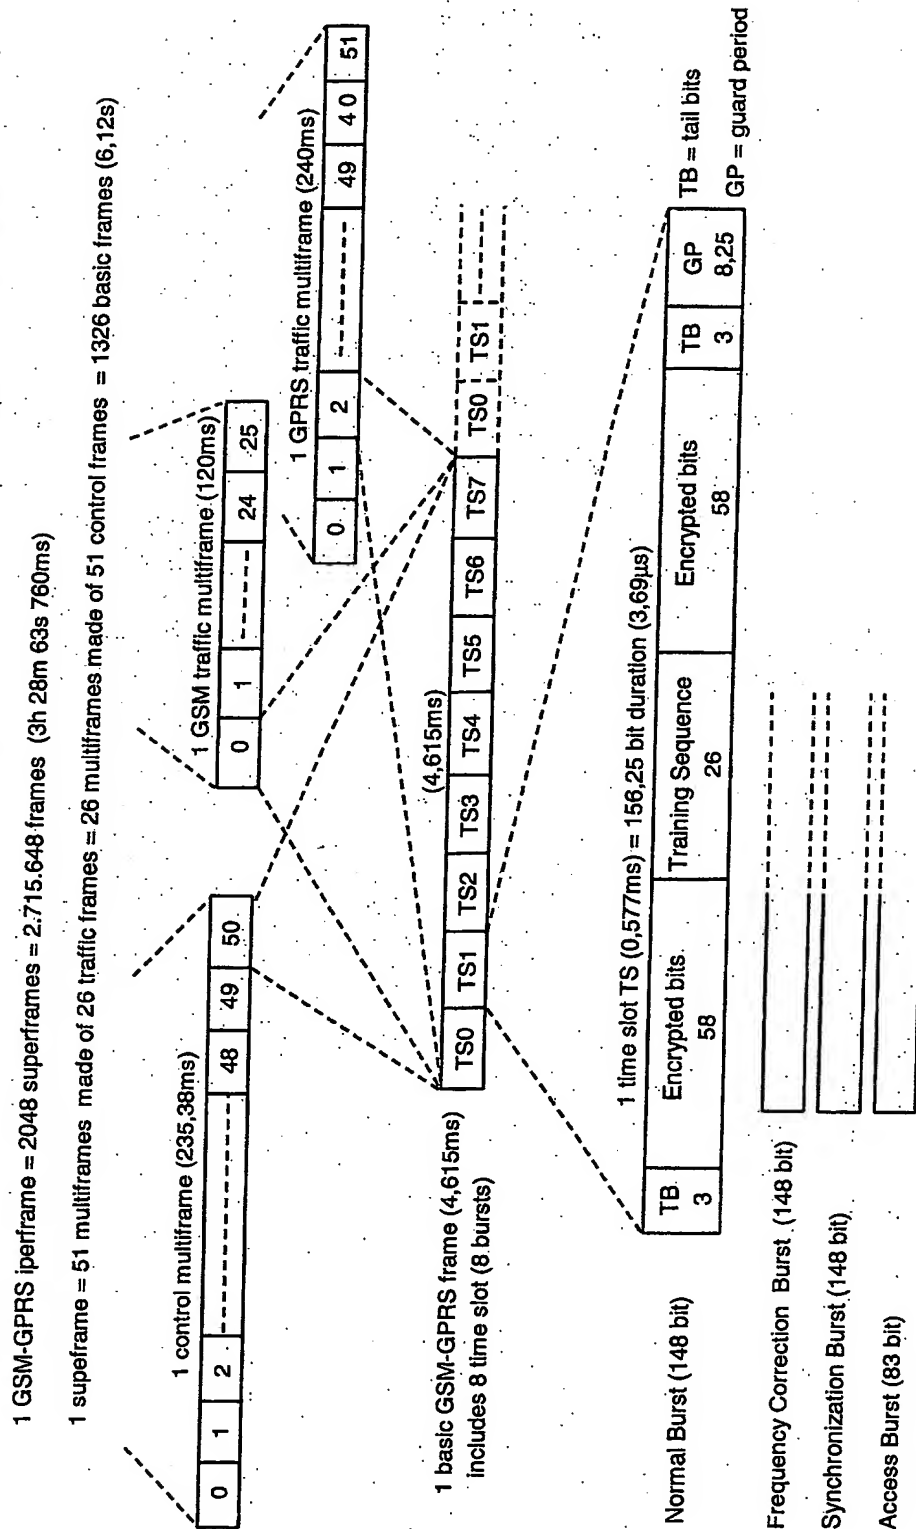 1 GSM-GPRS iperframe = 2048 superframes = 2.715.648 frames (3h 28m 63s 760ms)
1 supeframe = 51 multiframes made of 26 traffic frames = 26 multiframes made of 51 control frames = 1326 basic frames (6,12s)
1 control multiframe (235,38ms)
0 1 2 48 49 50
1 GSM traffic multiframe (120ms)
0 1 24 25
1 GPRS traffic multiframe (240ms)
0 1 2 49 4 0 51
1 basic GSM-GPRS frame (4,615ms)
includes 8 time slot (8 bursts)
(4,615ms)
TS0 TS1 TS2 TS3 TS4 TS5 TS6 TS7 TS0 TS1
1 time slot TS (0,577ms) = 156,25 bit duration (3,69µs)
Normal Burst (148 bit)
TB Encrypted bits Training Sequence Encrypted bits TB GP
3 58 26 58 3 8,25
TB = tail bits
GP = guard period
Frequency Correction Burst (148 bit)
Synchronization Burst (148 bit)
Access Burst (83 bit)